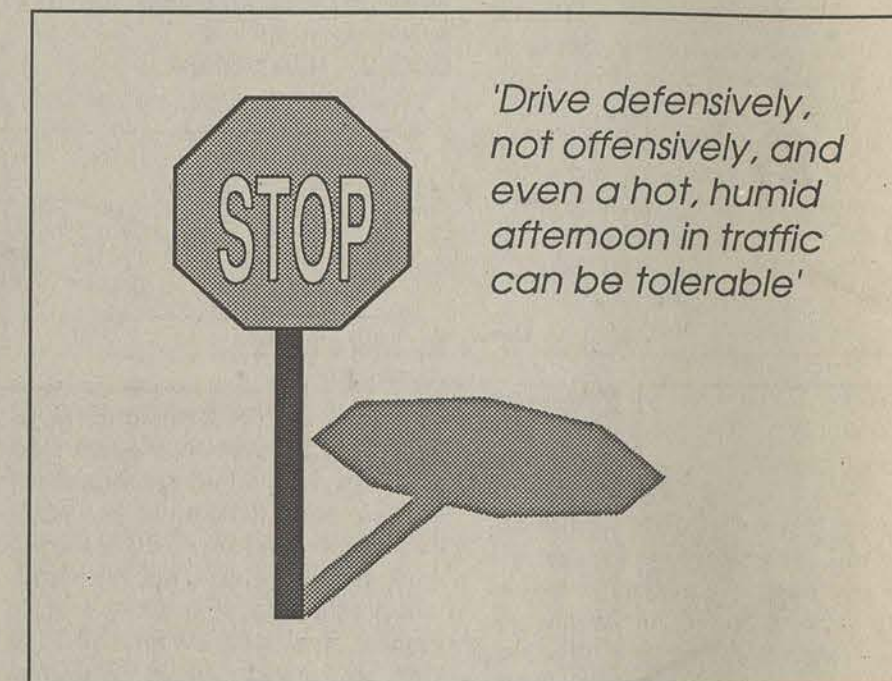 STOP
'Drive defensively,
not offensively, and
even a hot, humid
afternoon in traffic
can be tolerable'